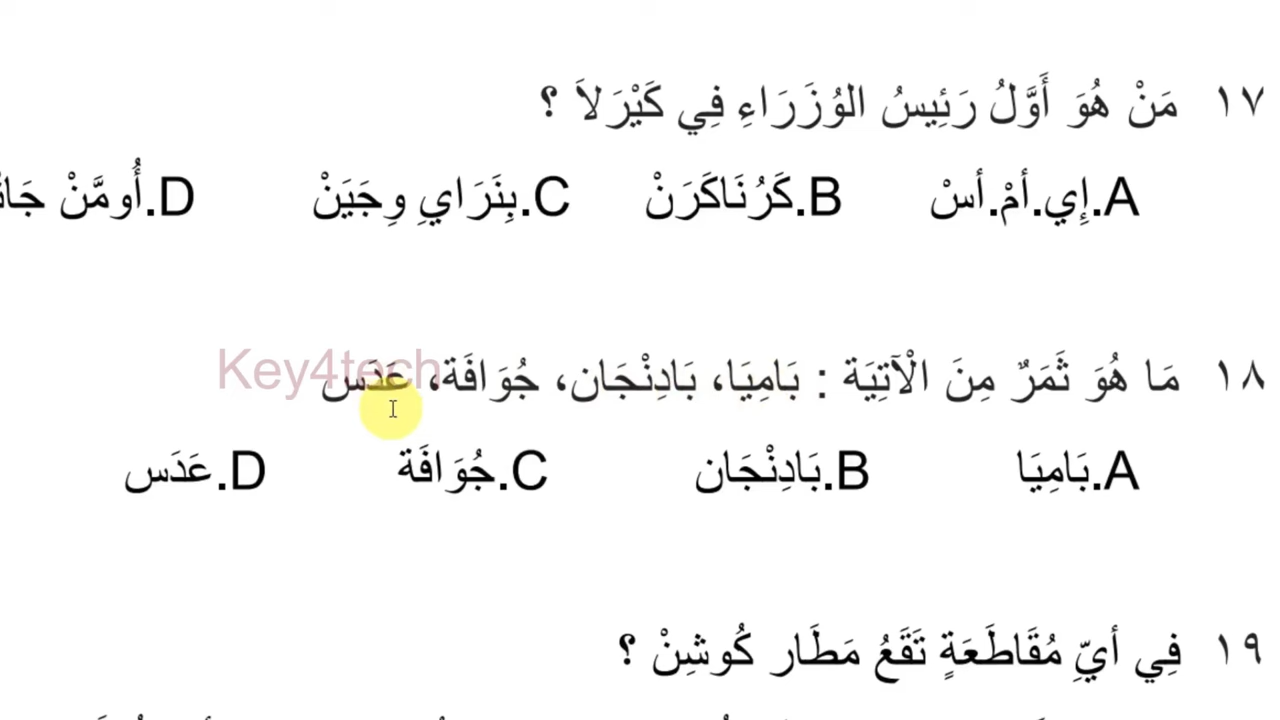 ١٧ مَنْ هُوَ أَوَّلُ رَئِيسُ الوُزَرَاءِ فِي كَيْرَلاَ ؟
A.إِي.أمْ.أسْ B.كَرُنَاكَرَنْ C.بِنَرَايِ وِجَيَنْ D.أُومَّنْ
١٨ مَا هُوَ ثَمَرٌ مِنَ الْآتِيَة : بَامِيَا، بَادِنْجَان، جُوَافَة، عَدَس
Key4tech
A.بَامِيَا B.بَادِنْجَان C.جُوَافَة D.عَدَس
١٩ فِي أيِّ مُقَاطَعَةٍ تَقَعُ مَطَار كُوشِنْ ؟